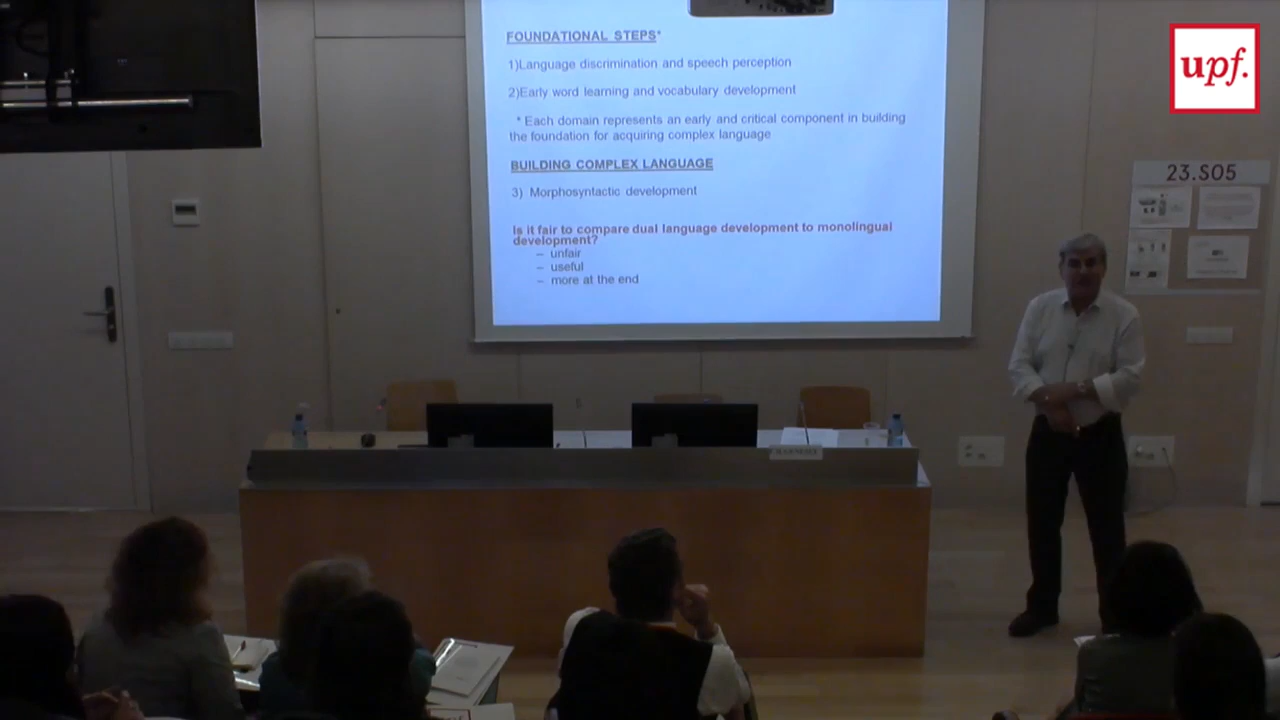 FOUNDATIONAL STEPS*
1)Language discrimination and speech perception
2)Early word learning and vocabulary development
* Each domain represents an early and critical component in building
the foundation for acquiring complex language
BUILDING COMPLEX LANGUAGE
3) Morphosyntactic development
Is it fair to compare dual language development to monolingual
development?
– unfair
– useful
– more at the end
upf.
23.S05